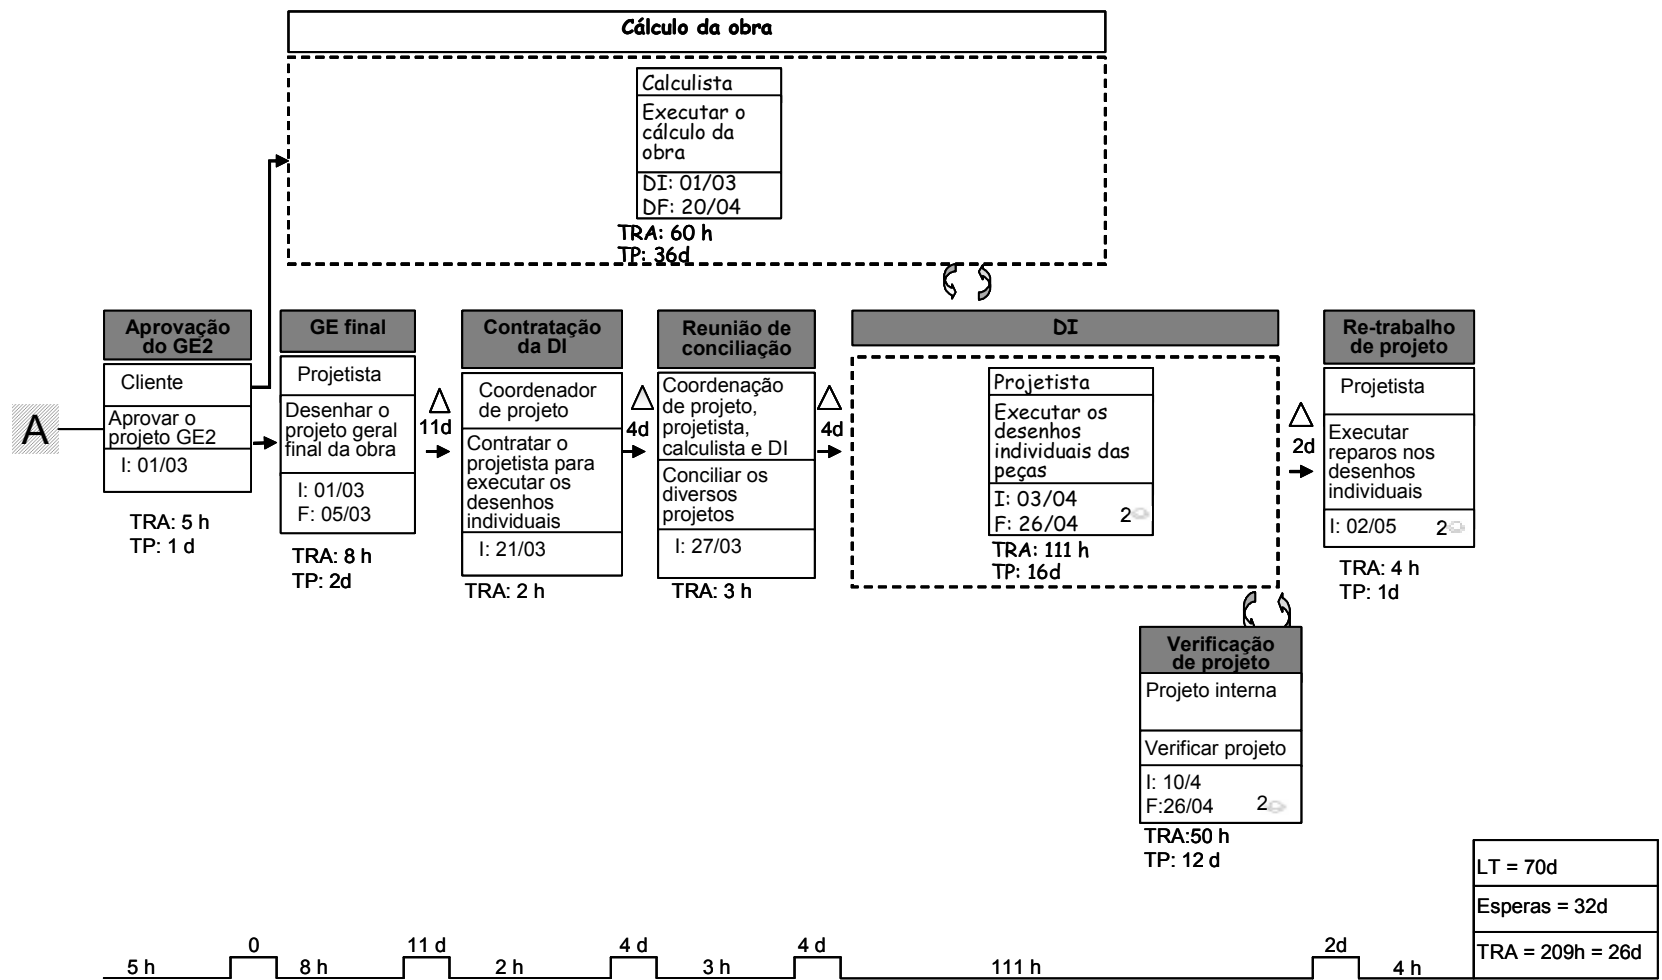 Cálculo da obra
Calculista
Executar o
cálculo da
obra
DI: 01/03
DF: 20/04
TRA: 60 h
TP: 36d
A
Aprovação
do GE2
Cliente
Aprovar o
projeto GE2
I: 01/03
TRA: 5 h
TP: 1 d
GE final
Projetista
Desenhar o
projeto geral
final da obra
I: 01/03
F: 05/03
TRA: 8 h
TP: 2d
11d
Contratação
da DI
Coordenador
de projeto
Contratar o
projetista para
executar os
desenhos
individuais
I: 21/03
TRA: 2 h
4d
Reunião de
conciliação
Coordenação
de projeto,
projetista,
calculista e DI
Conciliar os
diversos
projetos
I: 27/03
TRA: 3 h
4d
DI
Projetista
Executar os
desenhos
individuais das
peças
I: 03/04
F: 26/04 2
TRA: 111 h
TP: 16d
2d
Re-trabalho
de projeto
Projetista
Executar
reparos nos
desenhos
individuais
I: 02/05 2
TRA: 4 h
TP: 1d
Verificação
de projeto
Projeto interna
Verificar projeto
I: 10/4
F:26/04 2
TRA:50 h
TP: 12 d
LT = 70d
Esperas = 32d
TRA = 209h = 26d
5 h 0 8 h 11 d 2 h 4 d 3 h 4 d 111 h 2d 4 h